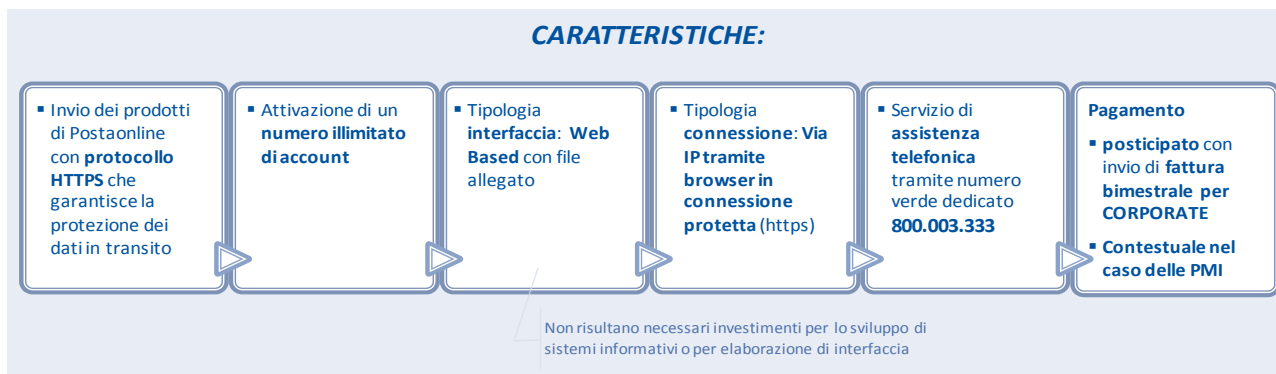 CARATTERISTICHE:
▪ Invio dei prodotti
di Postaonline
con protocollo
HTTPS che
garantisce la
protezione dei
dati in transito
▪ Attivazione di un
numero illimitato
di account
▪ Tipologia
interfaccia: Web
Based con file
allegato
▪ Tipologia
connessione: Via
IP tramite
browser in
connessione
protetta (https)
▪ Servizio di
assistenza
telefonica
tramite numero
verde dedicato
800.003.333
Pagamento
▪ posticipato con
invio di fattura
bimestrale per
CORPORATE
▪ Contestuale nel
caso delle PMI
Non risultano necessari investimenti per lo sviluppo di
sistemi informativi o per elaborazione di interfaccia